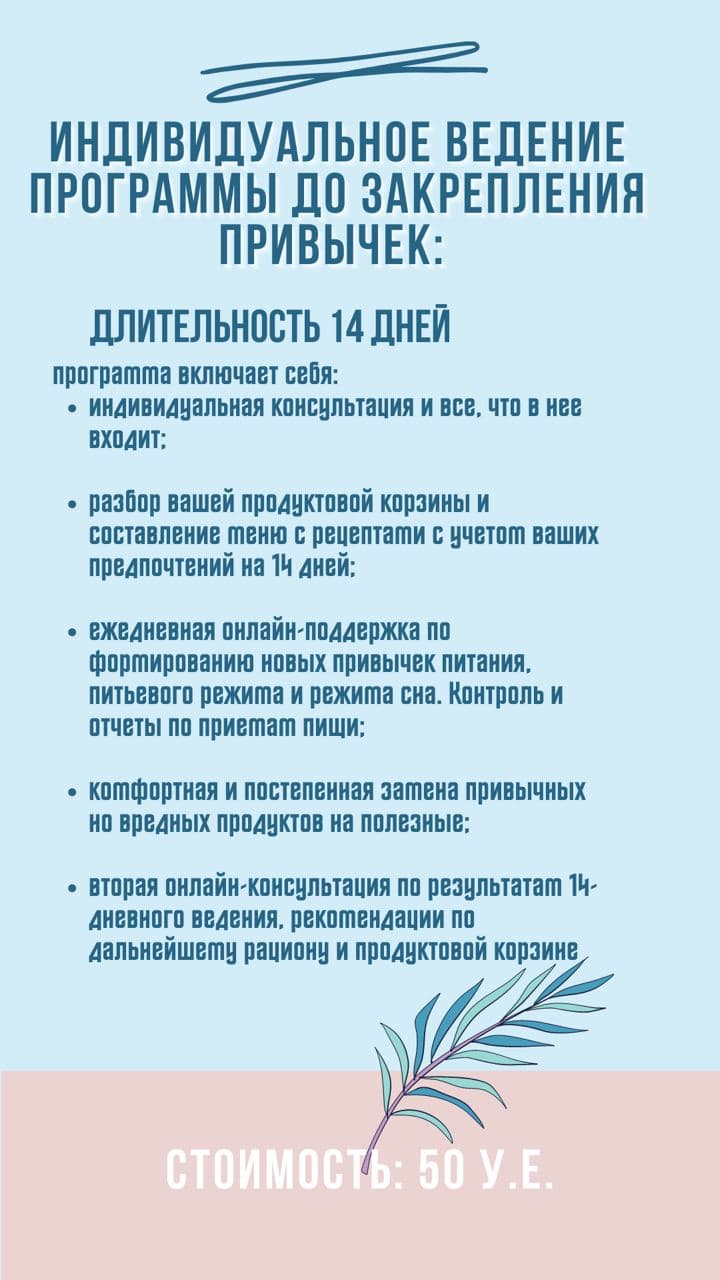 ИНДИВИДУАЛЬНОЕ ВЕДЕНИЕ
ПРОГРАММЫ ДО ЗАКРЕПЛЕНИЯ
ПРИВЫЧЕК:
ДЛИТЕЛЬНОСТЬ 14 ДНЕЙ
программа включает себя:
• индивидуальная консультация и все, что в нее
входит;
• разбор вашей продуктовой корзины и
составление меню с рецептами с учетом ваших
предпочтений на 14 дней;
• ежедневная онлайн-поддержка по
формированию новых привычек питания,
питьевого режима и режима сна. Контроль и
отчеты по приемам пищи;
• комфортная и постепенная замена привычных
но вредных продуктов на полезные;
• вторая онлайн-консультация по результатам 14-
дневного ведения, рекомендации по
дальнейшему рациону и продуктовой корзине
СТОИМОСТЬ: 50 У.Е.